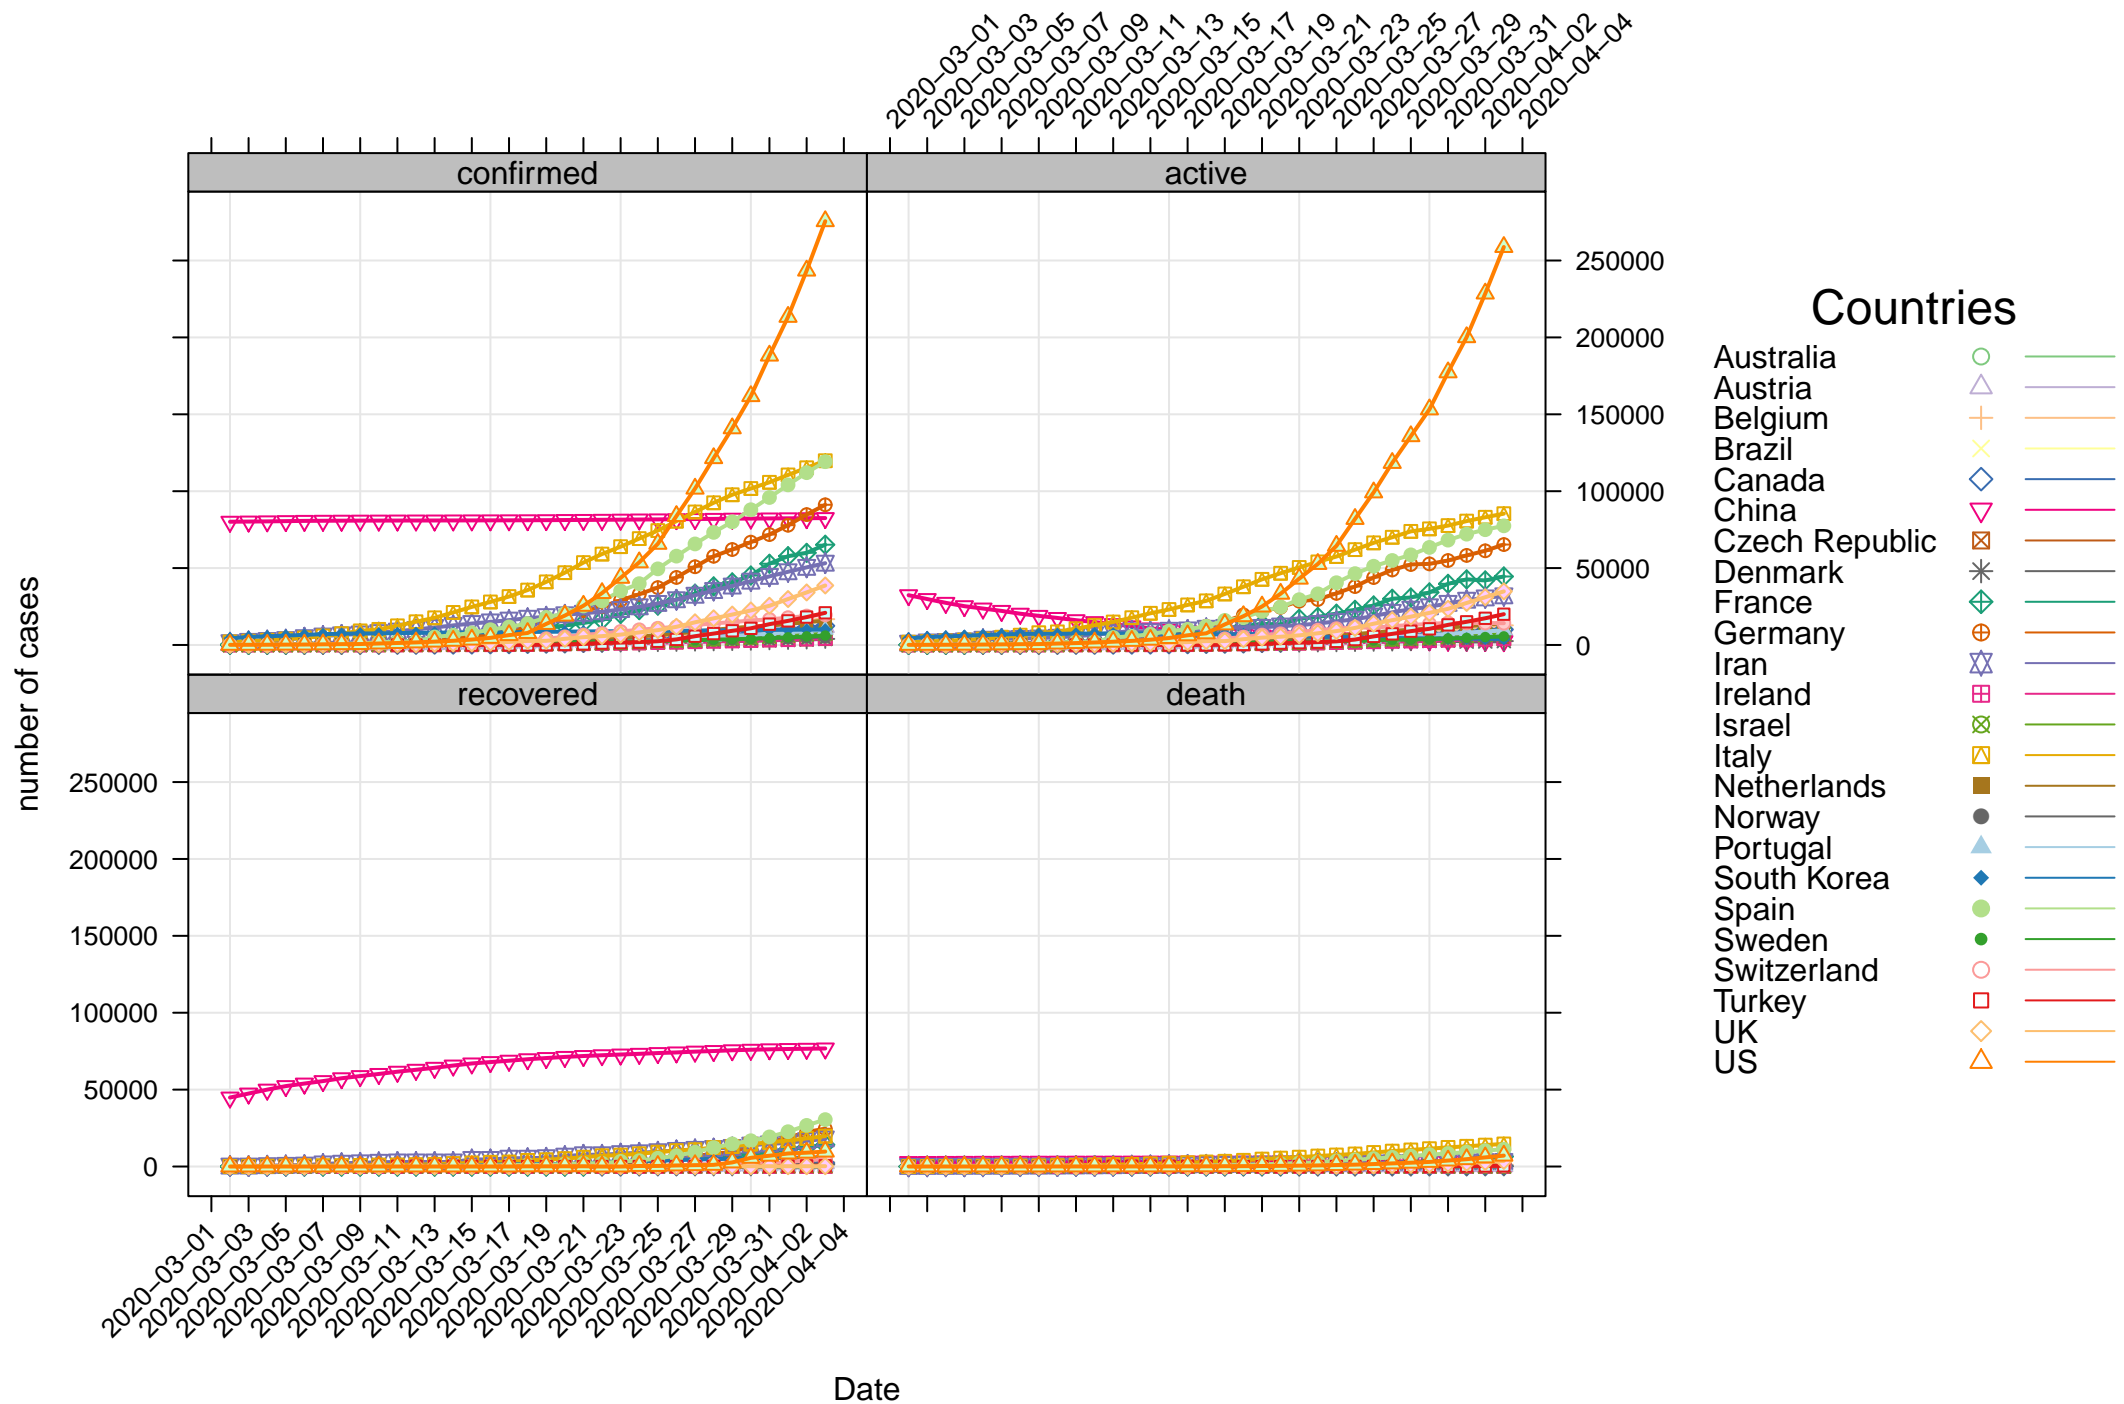 2020–03–01
2020–03–03
2020–03–05
2020–03–07
2020–03–09
2020–03–11
2020–03–13
2020–03–15
2020–03–17
2020–03–19
2020–03–21
2020–03–23
2020–03–25
2020–03–27
2020–03–29
2020–03–31
2020–04–02
2020–04–04
confirmed
active
250000
200000
150000
100000
50000
0
number of cases
recovered
death
250000
200000
150000
100000
50000
0
2020–03–01
2020–03–03
2020–03–05
2020–03–07
2020–03–09
2020–03–11
2020–03–13
2020–03–15
2020–03–17
2020–03–19
2020–03–21
2020–03–23
2020–03–25
2020–03–27
2020–03–29
2020–03–31
2020–04–02
2020–04–04
Date
Countries
Australia
Austria
Belgium
Brazil
Canada
China
Czech Republic
Denmark
France
Germany
Iran
Ireland
Israel
Italy
Netherlands
Norway
Portugal
South Korea
Spain
Sweden
Switzerland
Turkey
UK
US